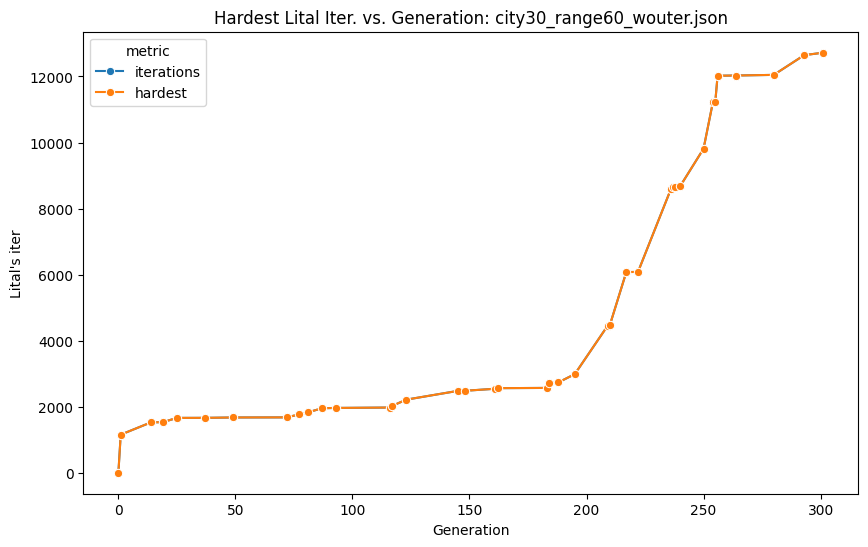 Hardest Lital Iter. vs. Generation: city30_range60_wouter.json
metric
iterations
hardest
12000
10000
8000
6000
4000
2000
0
Lital's iter
0 50 100 150 200 250 300
Generation